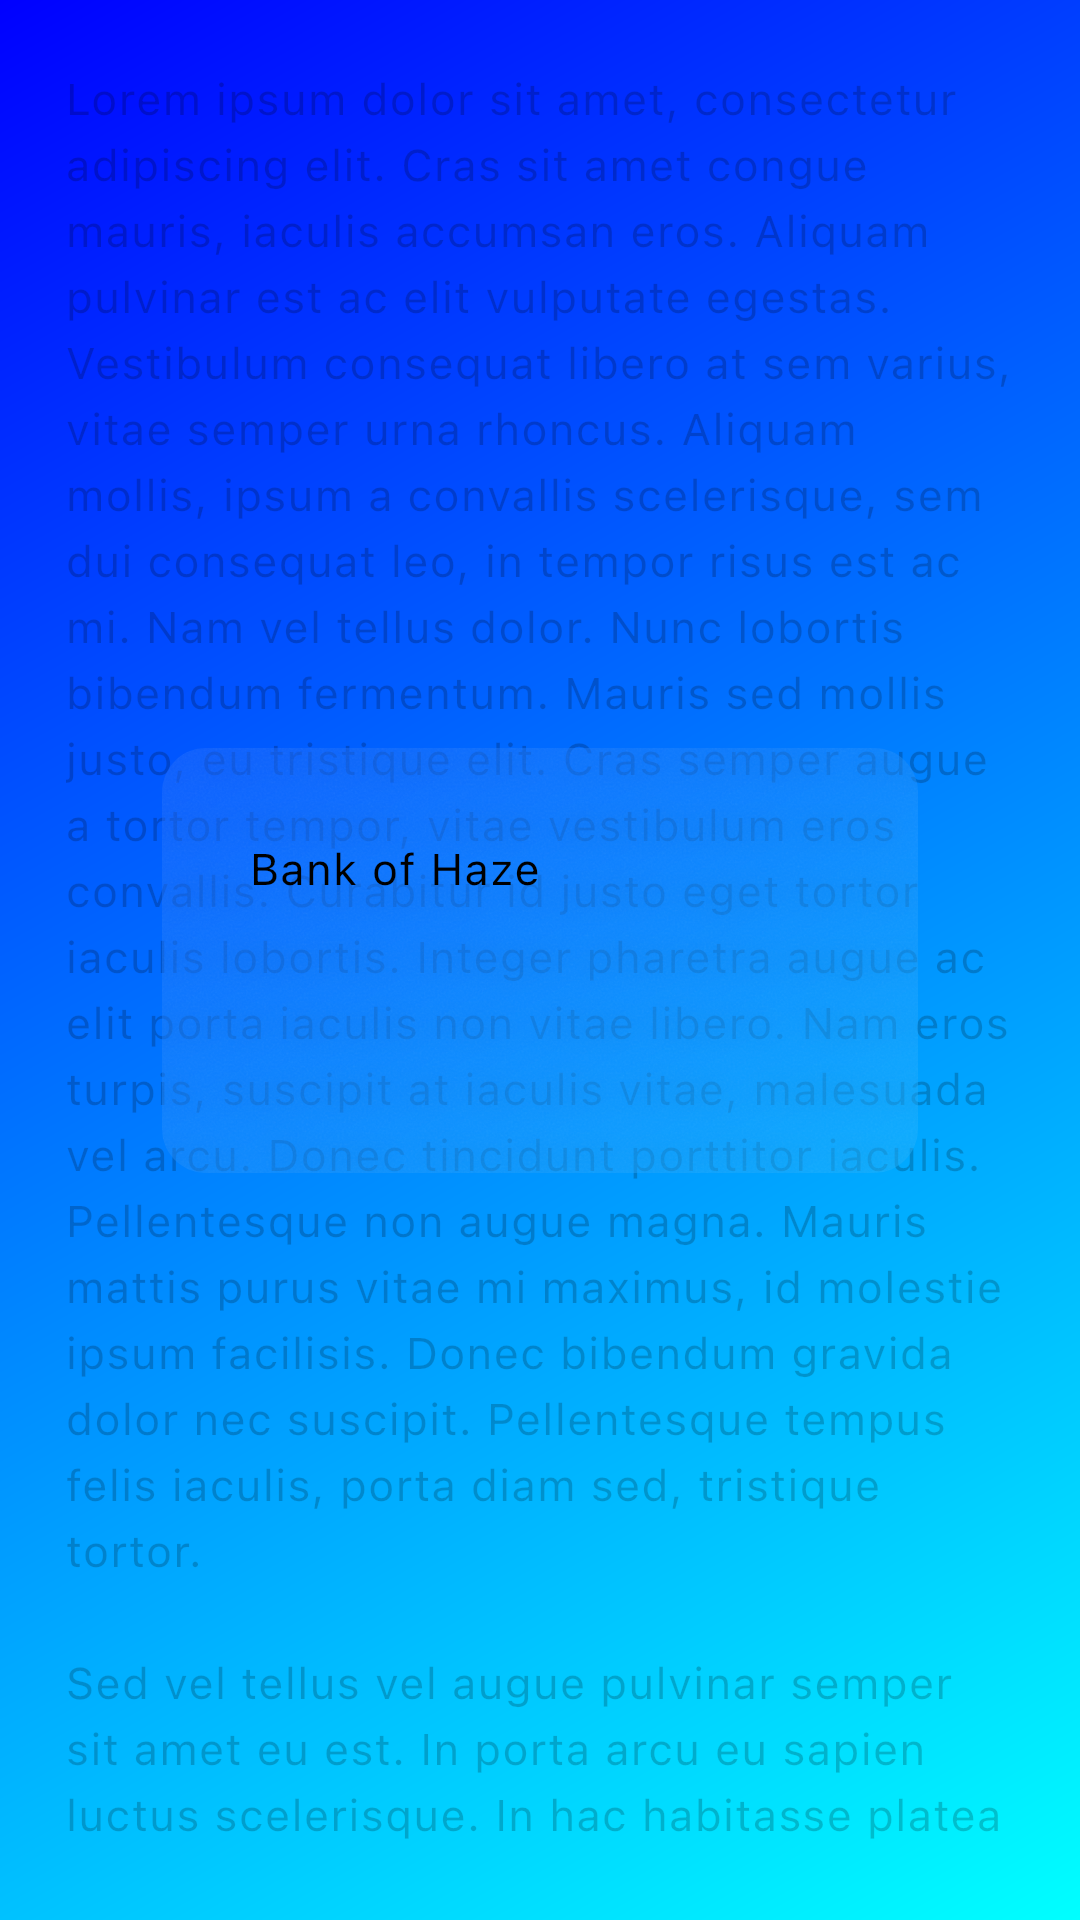 Lorem ipsum dolor sit amet, consectetur
adipiscing elit. Cras sit amet congue
mauris, iaculis accumsan eros. Aliquam
pulvinar est ac elit vulputate egestas.
Vestibulum consequat libero at sem varius,
vitae semper urna rhoncus. Aliquam
mollis, ipsum a convallis scelerisque, sem
dui consequat leo, in tempor risus est ac
mi. Nam vel tellus dolor. Nunc lobortis
bibendum fermentum. Mauris sed mollis
justo, eu tristique elit. Cras semper augue
a tortor tempor, vitae vestibulum eros
Bank of Haze
convallis. Curabitur id justo eget tortor
iaculis lobortis. Integer pharetra augue ac
elit porta iaculis non vitae libero. Nam eros
turpis, suscipit at iaculis vitae, malesuada
vel arcu. Donec tincidunt porttitor iaculis.
Pellentesque non augue magna. Mauris
mattis purus vitae mi maximus, id molestie
ipsum facilisis. Donec bibendum gravida
dolor nec suscipit. Pellentesque tempus
felis iaculis, porta diam sed, tristique
tortor.
Sed vel tellus vel augue pulvinar semper
sit amet eu est. In porta arcu eu sapien
luctus scelerisque. In hac habitasse platea